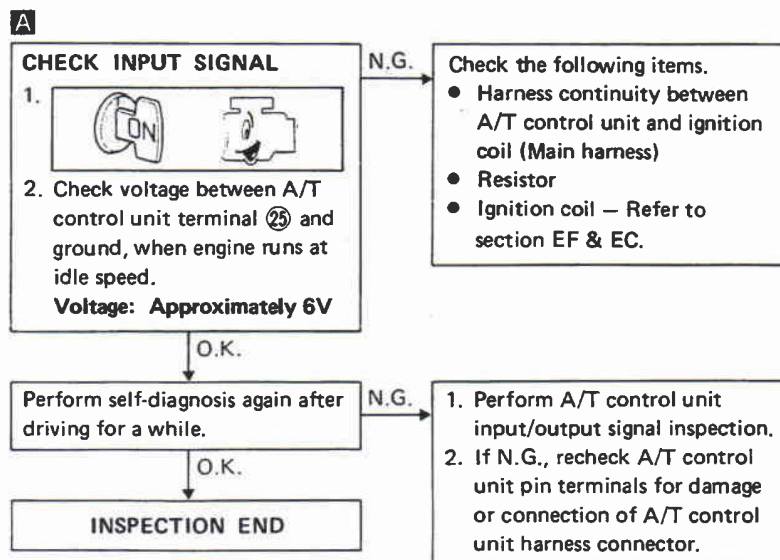 A
CHECK INPUT SIGNAL
1.
ON
2. Check voltage between A/T
control unit terminal ㉕ and
ground, when engine runs at
idle speed.
Voltage: Approximately 6V
N.G.
Check the following items.
● Harness continuity between
A/T control unit and ignition
coil (Main harness)
● Resistor
● Ignition coil — Refer to
section EF & EC.
O.K.
Perform self-diagnosis again after
driving for a while.
N.G.
1. Perform A/T control unit
input/output signal inspection.
2. If N.G., recheck A/T control
unit pin terminals for damage
or connection of A/T control
unit harness connector.
O.K.
INSPECTION END